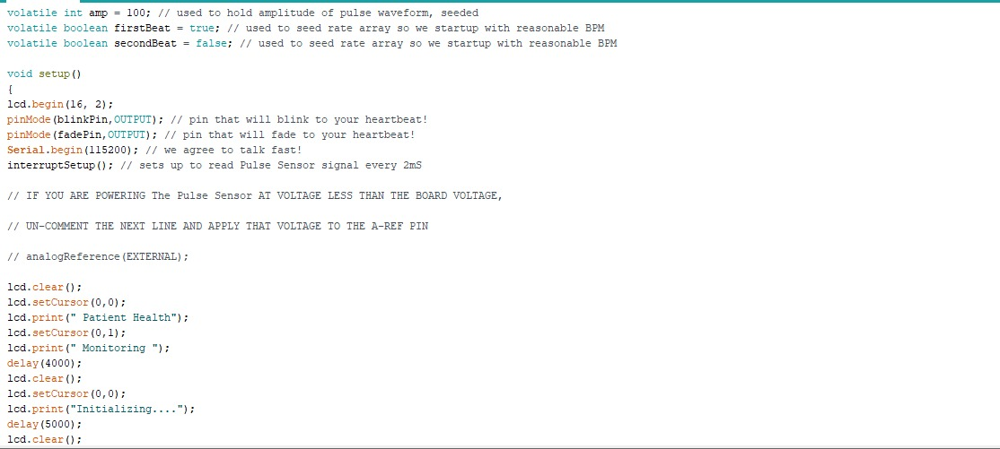 volatile int amp = 100; // used to hold amplitude of pulse waveform, seeded
volatile boolean firstBeat = true; // used to seed rate array so we startup with reasonable BPM
volatile boolean secondBeat = false; // used to seed rate array so we startup with reasonable BPM
void setup()
{
lcd.begin(16, 2);
pinMode(blinkPin,OUTPUT); // pin that will blink to your heartbeat!
pinMode(fadePin,OUTPUT); // pin that will fade to your heartbeat!
Serial.begin(115200); // we agree to talk fast!
interruptSetup(); // sets up to read Pulse Sensor signal every 2mS
// IF YOU ARE POWERING The Pulse Sensor AT VOLTAGE LESS THAN THE BOARD VOLTAGE,
// UN-COMMENT THE NEXT LINE AND APPLY THAT VOLTAGE TO THE A-REF PIN
// analogReference(EXTERNAL);
lcd.clear();
lcd.setCursor(0,0);
lcd.print(" Patient Health");
lcd.setCursor(0,1);
lcd.print(" Monitoring ");
delay(4000);
lcd.clear();
lcd.setCursor(0,0);
lcd.print("Initializing....");
delay(5000);
lcd.clear();